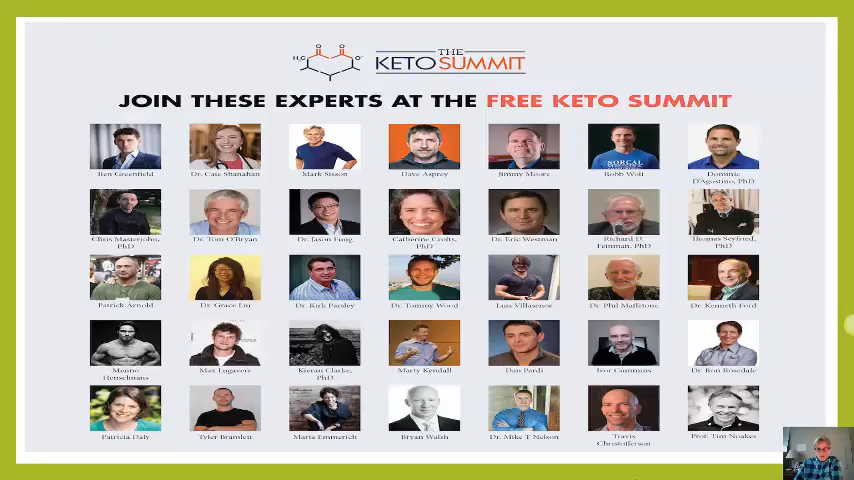 H₃C O O O⁻
THE
KETO SUMMIT
JOIN THESE EXPERTS AT THE FREE KETO SUMMIT
Ben Greenfield Dr. Cate Shanahan Mark Sisson Dave Asprey Jimmy Moore Robb Wolf Dominic
D'Agostino, PhD
Chris Masterjohn, PhD Dr. Tom O'Bryan Dr. Jason Fung Catherine Crofts, PhD Dr. Eric Westman Richard D. Feinman, PhD Thomas Seyfried, PhD
Patrick Arnold Dr. Grace Liu Dr. Kirk Parsley Dr. Tommy Wood Luis Villasenor Dr. Phil Maffetone Dr. Kenneth Ford
Menno Henselmans Max Lugavere Kieran Clarke, PhD Marty Kendall Dan Pardi Ivor Cummins Dr. Ron Rosedale
Patricia Daly Tyler Bramlett Maria Emmerich Bryan Walsh Dr. Mike T Nelson Travis Christofferson Prof. Tim Noakes